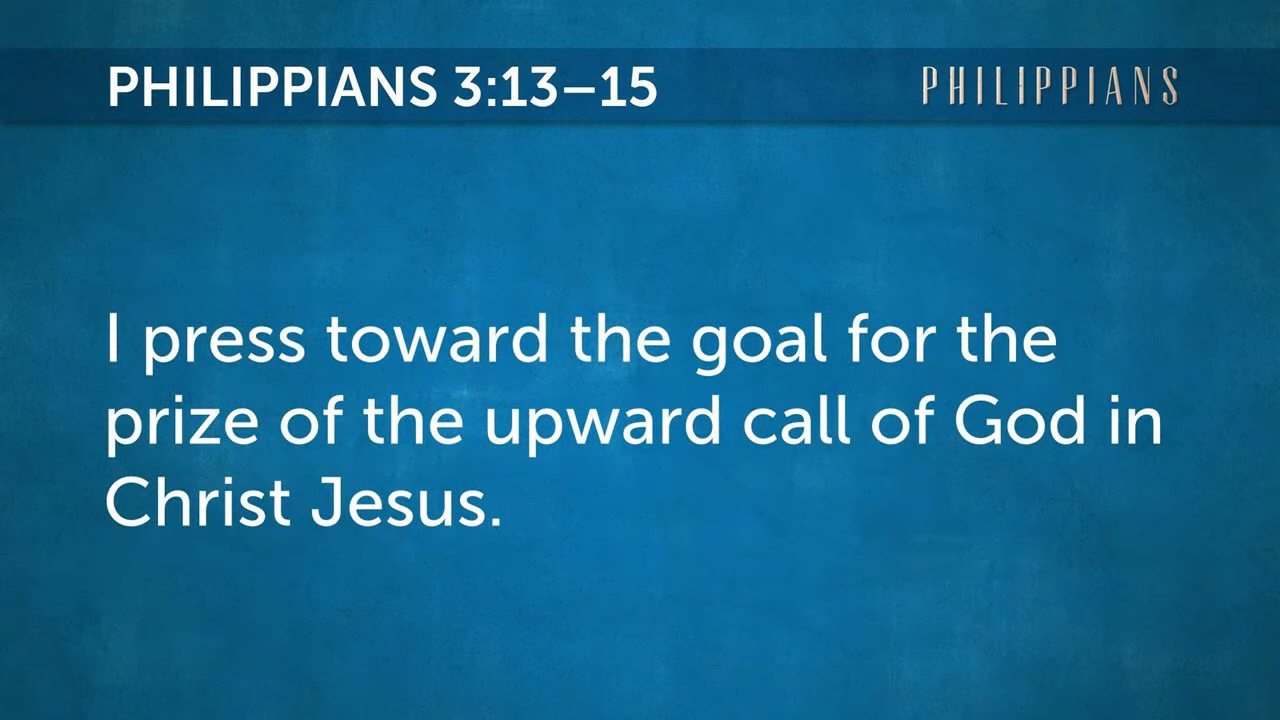 PHILIPPIANS 3:13–15
PHILIPPIANS
I press toward the goal for the
prize of the upward call of God in
Christ Jesus.